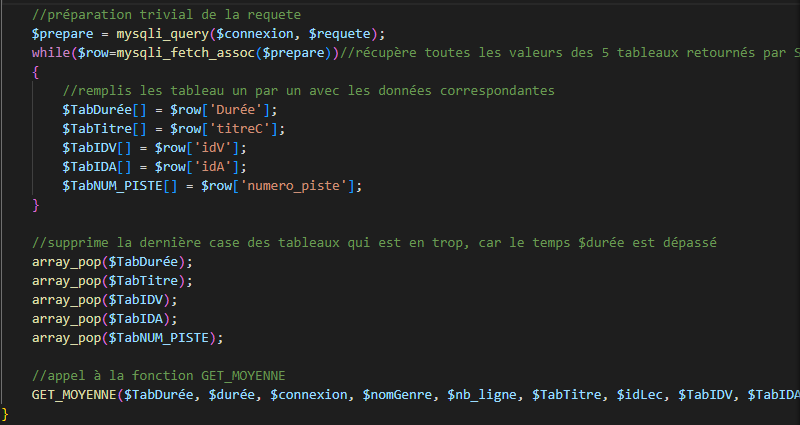 //préparation trivial de la requete
$prepare = mysqli_query($connexion, $requete);
while($row=mysqli_fetch_assoc($prepare))//récupère toutes les valeurs des 5 tableaux retournés par S
{
//remplis les tableau un par un avec les données correspondantes
$TabDurée[] = $row['Durée'];
$TabTitre[] = $row['titreC'];
$TabIDV[] = $row['idV'];
$TabIDA[] = $row['idA'];
$TabNUM_PISTE[] = $row['numero_piste'];
}
//supprime la dernière case des tableaux qui est en trop, car le temps $durée est dépassé
array_pop($TabDurée);
array_pop($TabTitre);
array_pop($TabIDV);
array_pop($TabIDA);
array_pop($TabNUM_PISTE);
//appel à la fonction GET_MOYENNE
GET_MOYENNE($TabDurée, $durée, $connexion, $nomGenre, $nb_ligne, $TabTitre, $idLec, $TabIDV, $TabIDA
}